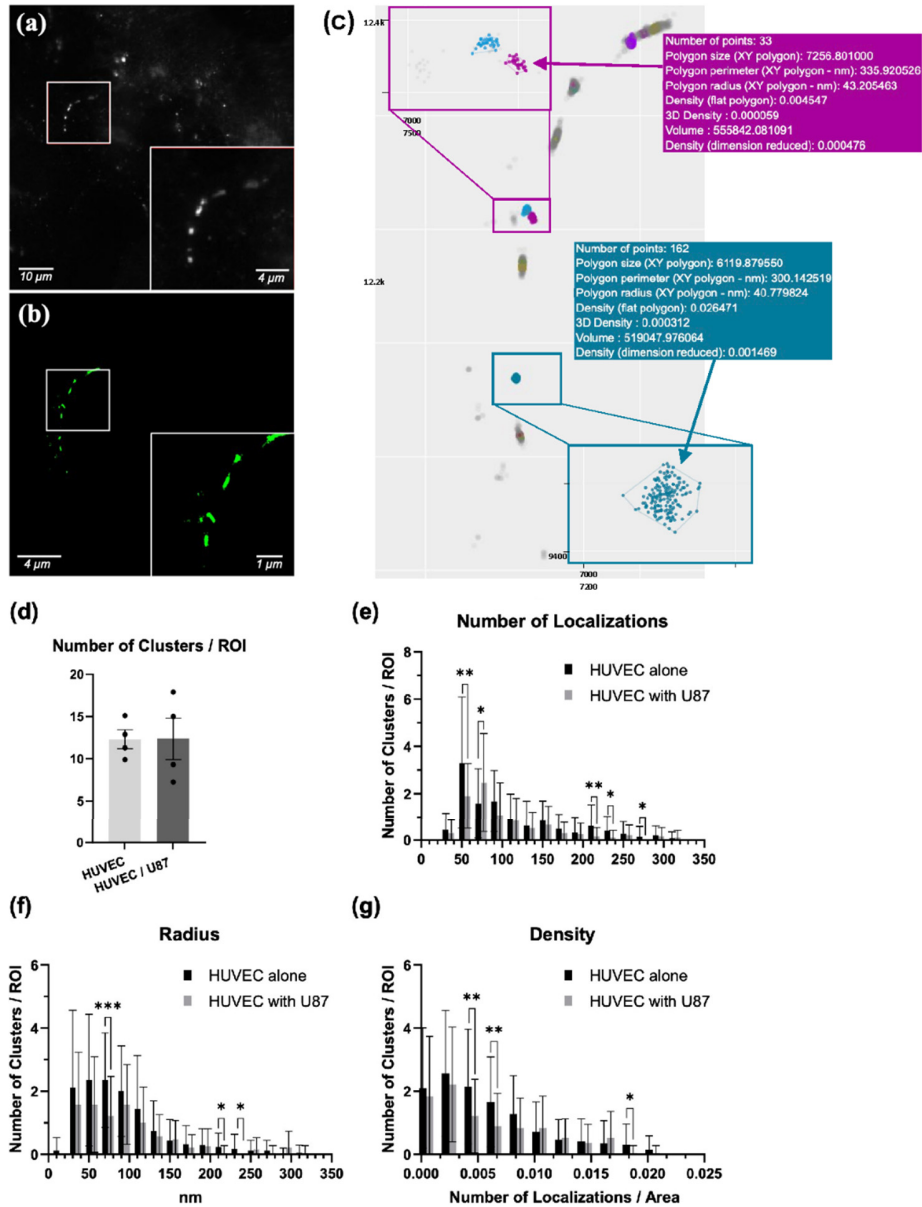 (a)
10 µm
4 µm
(b)
4 µm
1 µm
(c)
12.4k
7000
7500
Number of points: 33
Polygon size (XY polygon): 7256.801000
Polygon perimeter (XY polygon - nm): 335.920526
Polygon radius (XY polygon - nm): 43.205463
Density (flat polygon): 0.004547
3D Density: 0.000059
Volume : 555842.081091
Density (dimension reduced): 0.000476
12.2k
Number of points: 162
Polygon size (XY polygon): 6119.879550
Polygon perimeter (XY polygon - nm): 300.142519
Polygon radius (XY polygon - nm): 40.779824
Density (flat polygon): 0.026471
3D Density : 0.000312
Volume : 519047.976064
Density (dimension reduced): 0.001469
9400
7000
7200
(d)
Number of Clusters / ROI
20
15
10
5
0
HUVEC
HUVEC / U87
(e)
Number of Localizations
Number of Clusters / ROI
8
6
4
2
0
HUVEC alone
HUVEC with U87
** * ** * *
0 50 100 150 200 250 300 350
(f)
Radius
Number of Clusters / ROI
6
4
2
0
HUVEC alone
HUVEC with U87
*** * *
0 50 100 150 200 250 300 350
nm
(g)
Density
Number of Clusters / ROI
6
4
2
0
HUVEC alone
HUVEC with U87
** ** *
0.000 0.005 0.010 0.015 0.020 0.025
Number of Localizations / Area